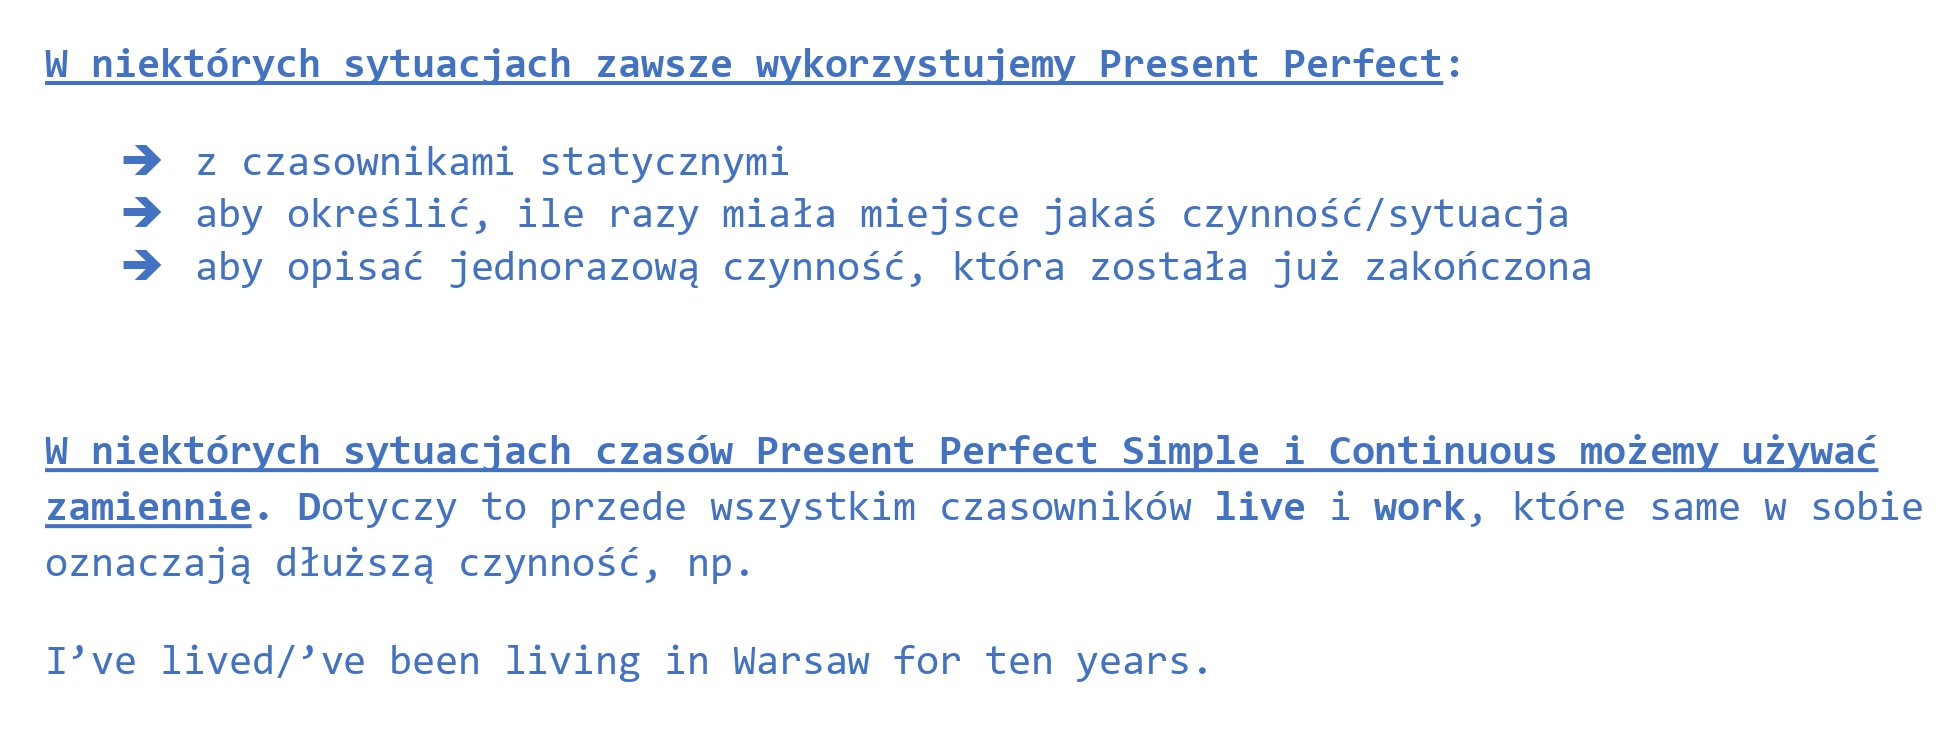 W niektórych sytuacjach zawsze wykorzystujemy Present Perfect:
➔ z czasownikami statycznymi
➔ aby określić, ile razy miała miejsce jakaś czynność/sytuacja
➔ aby opisać jednorazową czynność, która została już zakończona
W niektórych sytuacjach czasów Present Perfect Simple i Continuous możemy używać
zamiennie. Dotyczy to przede wszystkim czasowników live i work, które same w sobie
oznaczają dłuższą czynność, np.
I’ve lived/’ve been living in Warsaw for ten years.